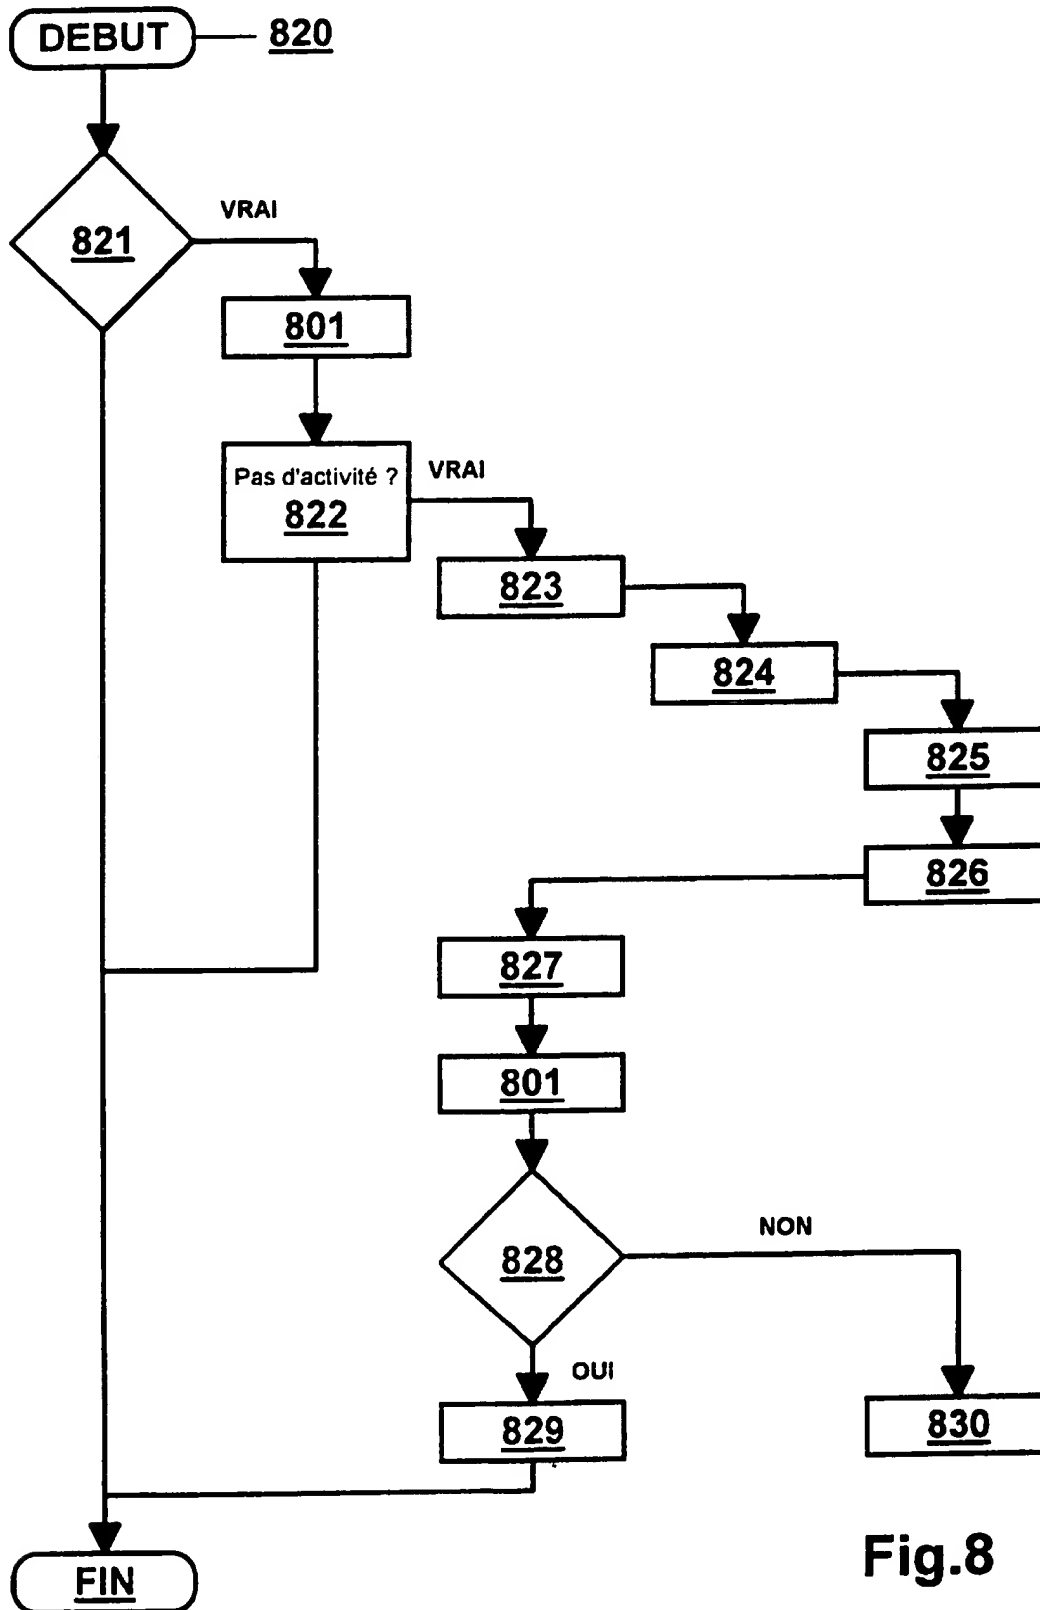 DEBUT
820
821
VRAI
801
Pas d'activité ?
822
VRAI
823
824
825
826
827
801
828
NON
OUI
829
830
FIN
Fig.8